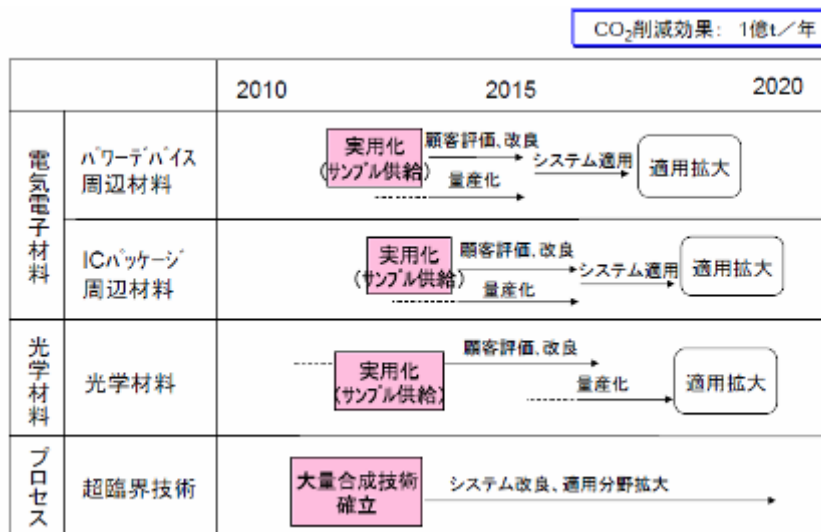 CO2削減効果： 1億t／年
2010
2015
2020
電気電子材料
ﾊﾟﾜｰﾃﾞﾊﾞｲｽ
周辺材料
実用化
(サンプル供給)
顧客評価、改良
量産化
システム適用
適用拡大
ICﾊﾟｯｹｰｼﾞ
周辺材料
実用化
(サンプル供給)
顧客評価、改良
量産化
システム適用
適用拡大
光学材料
光学材料
実用化
(サンプル供給)
顧客評価、改良
量産化
適用拡大
プロセス
超臨界技術
大量合成技術
確立
システム改良、適用分野拡大